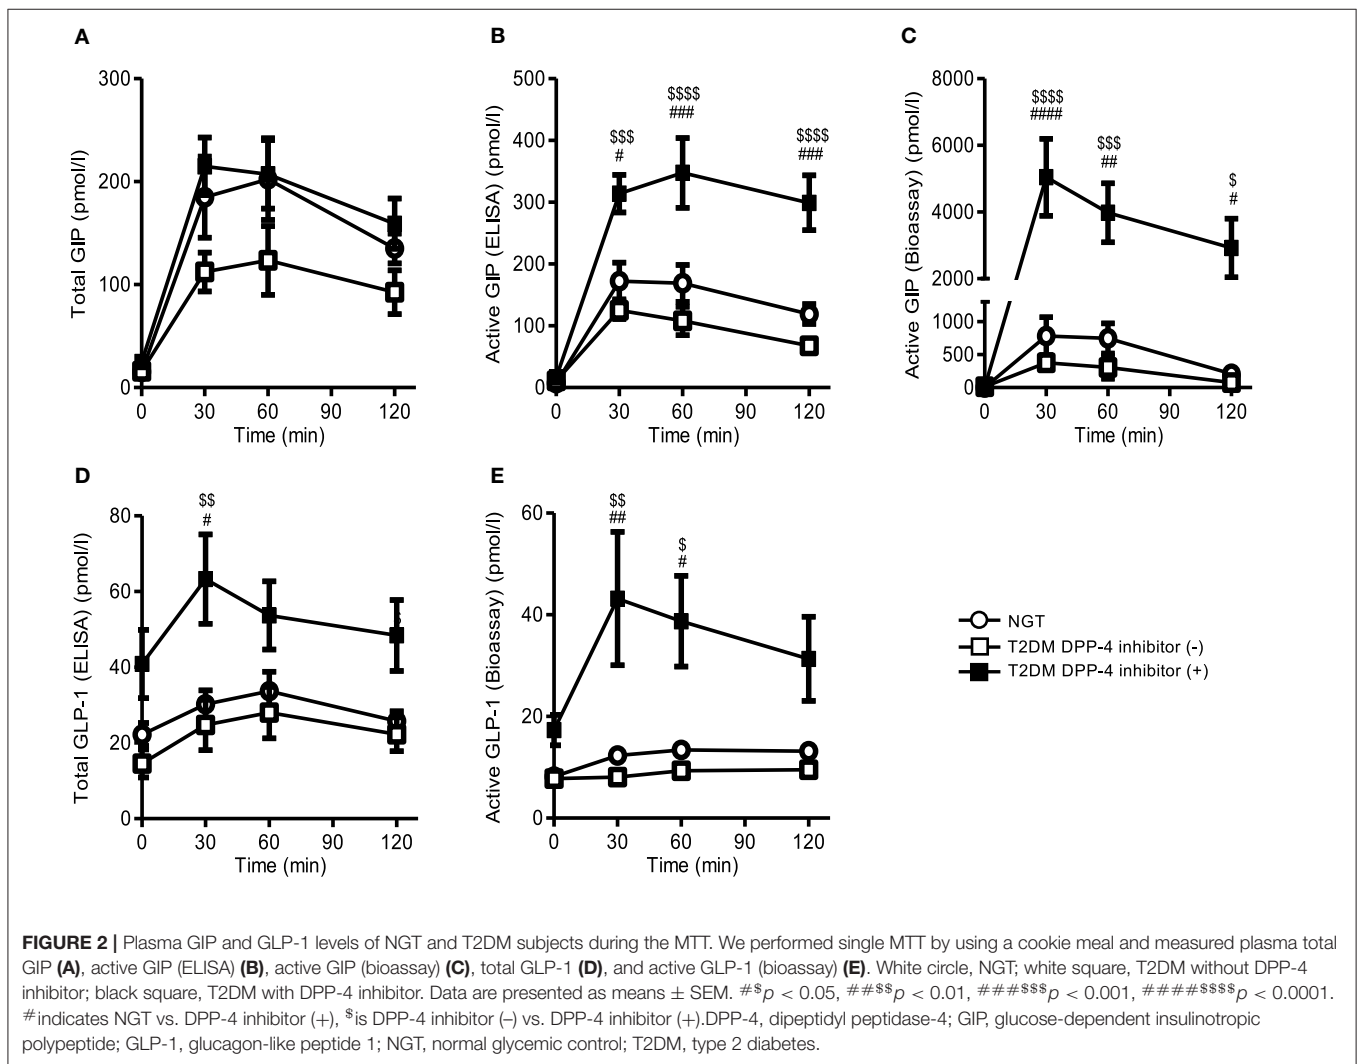 A
Total GIP (pmol/l)
300
200
100
0
0 30 60 90 120
Time (min)
B
Active GIP (ELISA) (pmol/l)
500
400
300
200
100
0
$$$
#
$$$$
###
$$$$
###
0 30 60 90 120
Time (min)
C
Active GIP (Bioassay) (pmol/l)
8000
6000
4000
2000
1000
500
0
$$$$
####
$$$
##
$
#
0 30 60 90 120
Time (min)
D
Total GLP-1 (ELISA) (pmol/l)
80
60
40
20
0
$$
#
$
0 30 60 90 120
Time (min)
E
Active GLP-1 (Bioassay) (pmol/l)
60
40
20
0
$$
##
$
#
0 30 60 90 120
Time (min)
NGT
T2DM DPP-4 inhibitor (-)
T2DM DPP-4 inhibitor (+)
FIGURE 2 | Plasma GIP and GLP-1 levels of NGT and T2DM subjects during the MTT. We performed single MTT by using a cookie meal and measured plasma total
GIP (A), active GIP (ELISA) (B), active GIP (bioassay) (C), total GLP-1 (D), and active GLP-1 (bioassay) (E). White circle, NGT; white square, T2DM without DPP-4
inhibitor; black square, T2DM with DPP-4 inhibitor. Data are presented as means ± SEM. #$p < 0.05, ##$$p < 0.01, ###$$$p < 0.001, ####$$$$p < 0.0001.
#indicates NGT vs. DPP-4 inhibitor (+), $is DPP-4 inhibitor (–) vs. DPP-4 inhibitor (+).DPP-4, dipeptidyl peptidase-4; GIP, glucose-dependent insulinotropic
polypeptide; GLP-1, glucagon-like peptide 1; NGT, normal glycemic control; T2DM, type 2 diabetes.